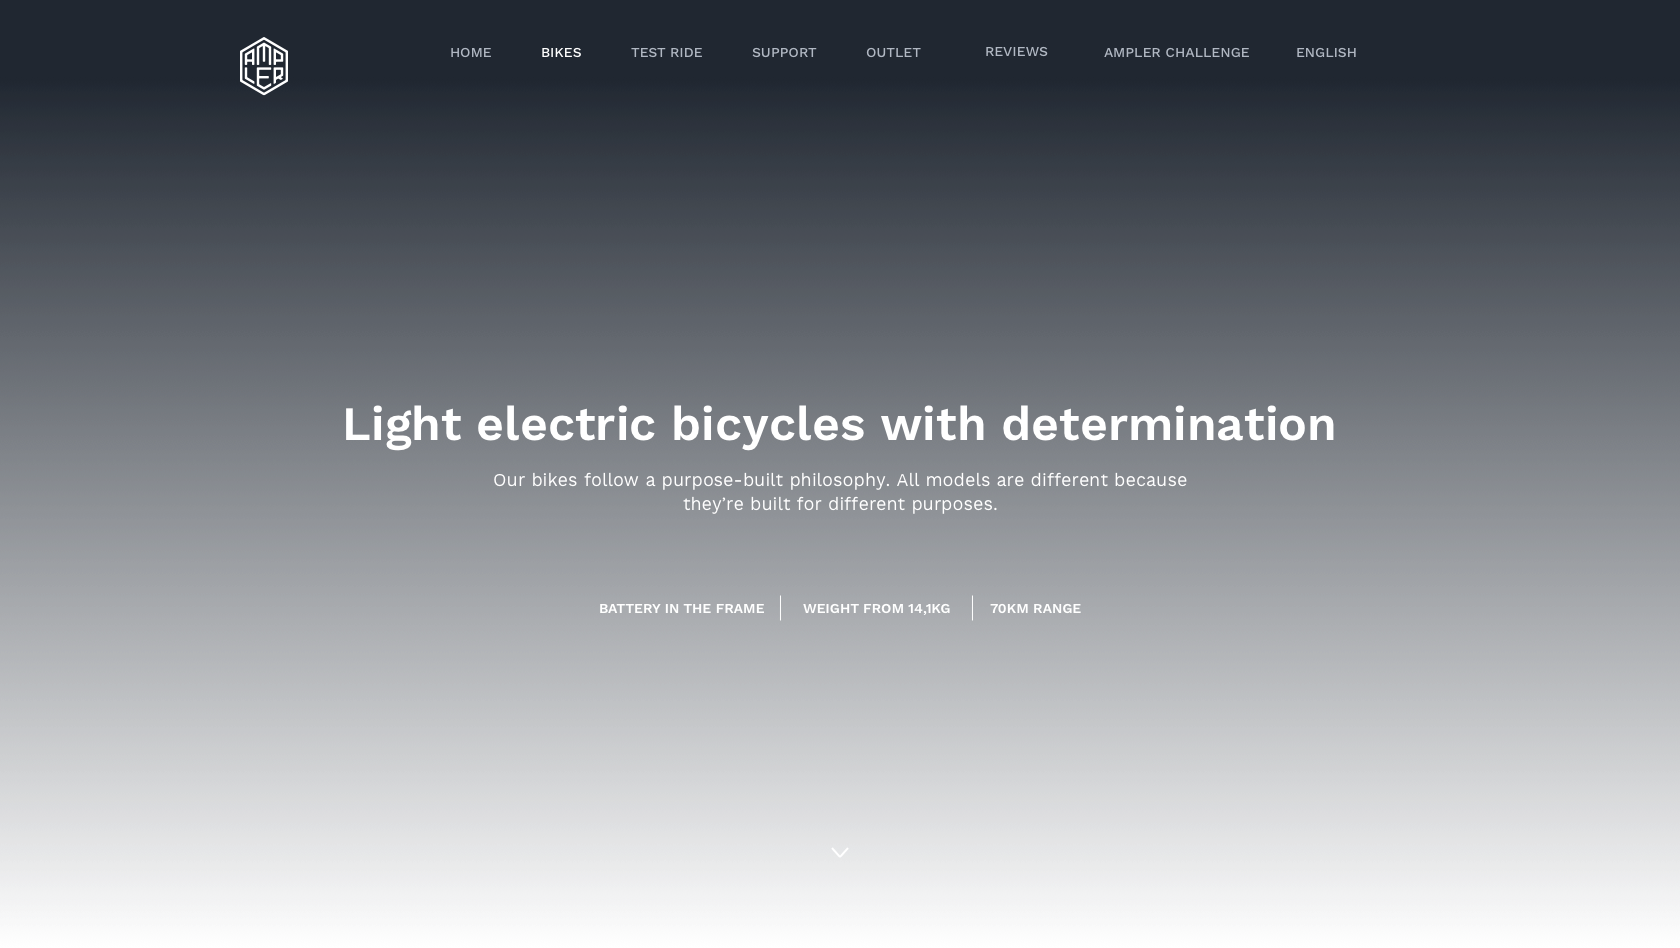 AMPLER
HOME BIKES TEST RIDE SUPPORT OUTLET REVIEWS AMPLER CHALLENGE ENGLISH
Light electric bicycles with determination
Our bikes follow a purpose-built philosophy. All models are different because
they’re built for different purposes.
BATTERY IN THE FRAME WEIGHT FROM 14,1KG 70KM RANGE